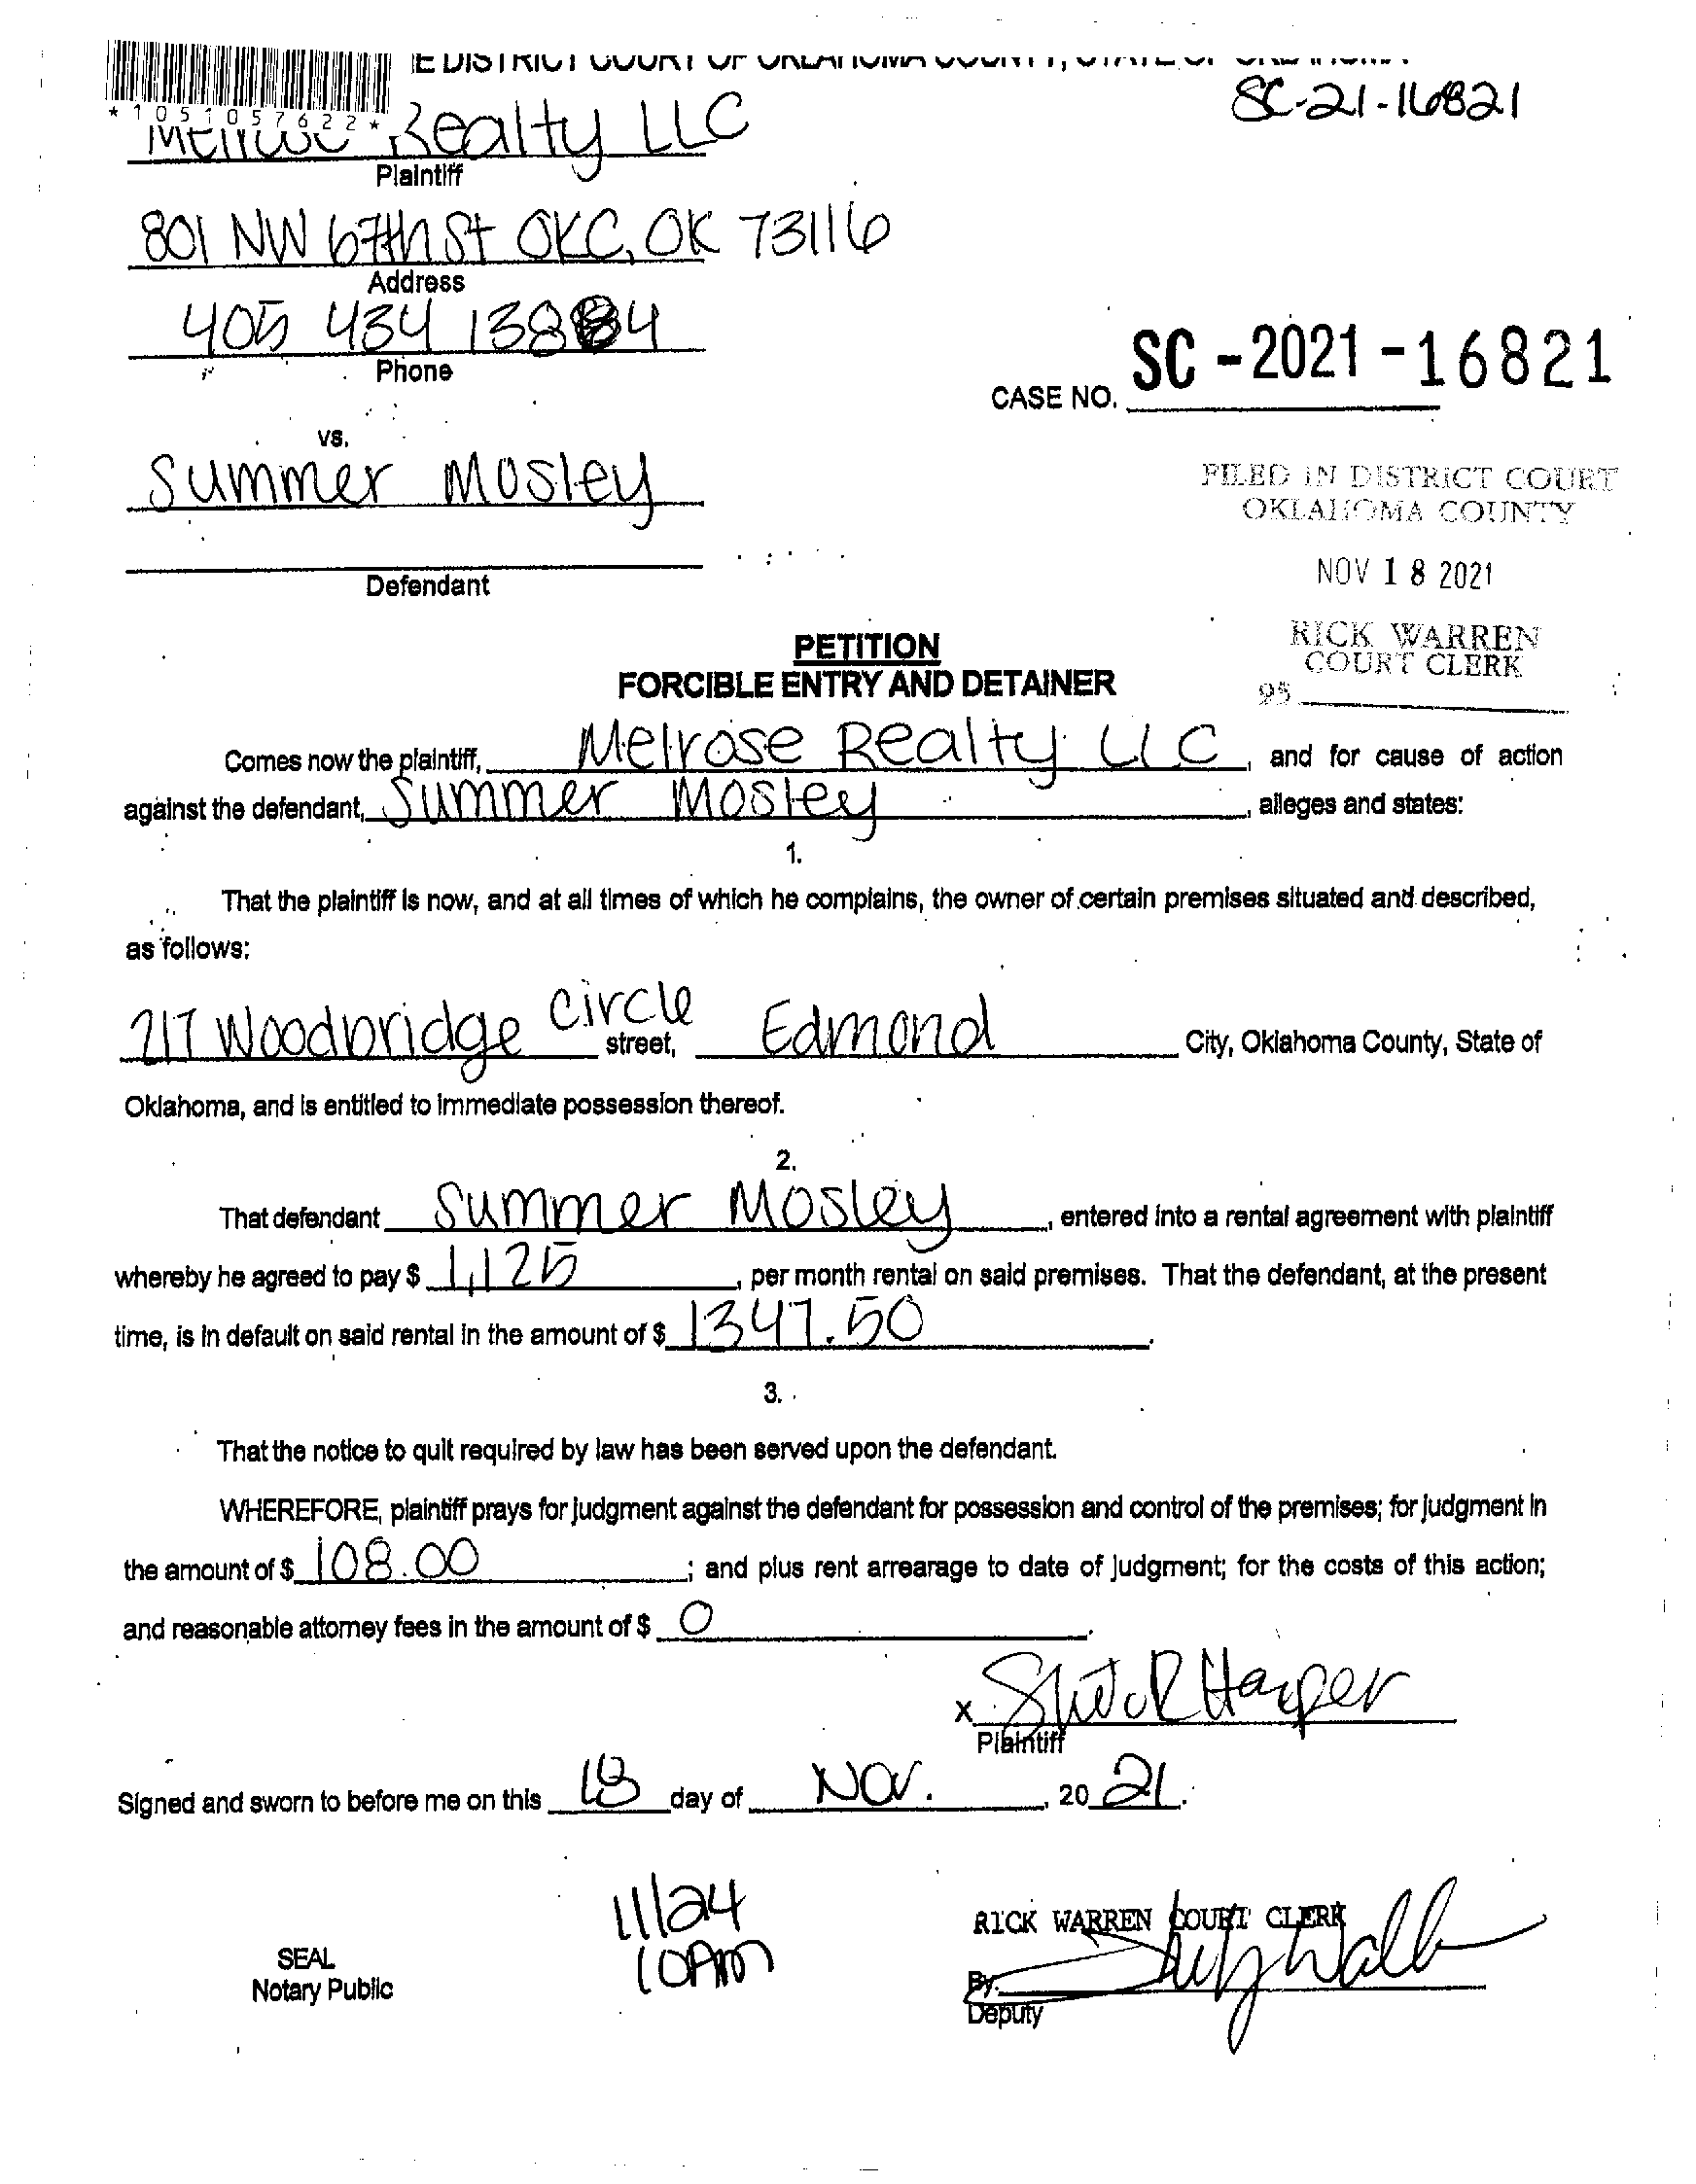 E DISTRICT COURT OF OKLAHOMA COUNTY, STATE OF OKLAHOMA
*1051057622*
SC-21-16821
Melrose Realty LLC
Plaintiff
801 NW 67th St OKC, OK 73116
Address
405 434 1384
Phone
CASE NO. SC-2021-16821
vs.
Summer Mosley
FILED IN DISTRICT COURT
OKLAHOMA COUNTY
Defendant
NOV 18 2021
RICK WARREN
COURT CLERK
95
PETITION
FORCIBLE ENTRY AND DETAINER
Comes now the plaintiff, Melrose Realty LLC, and for cause of action
against the defendant, Summer Mosley, alleges and states:
1.
That the plaintiff is now, and at all times of which he complains, the owner of certain premises situated and described,
as follows:
217 Woodbridge Circle street, Edmond City, Oklahoma County, State of
Oklahoma, and is entitled to immediate possession thereof.
2.
That defendant Summer Mosley, entered into a rental agreement with plaintiff
whereby he agreed to pay $ 1,125, per month rental on said premises. That the defendant, at the present
time, is in default on said rental in the amount of $ 1347.50.
3.
That the notice to quit required by law has been served upon the defendant.
WHEREFORE, plaintiff prays for judgment against the defendant for possession and control of the premises; for judgment in
the amount of $ 108.00; and plus rent arrearage to date of judgment; for the costs of this action;
and reasonable attorney fees in the amount of $ 0.
X Harper
Plaintiff
Signed and sworn to before me on this 18 day of Nov., 20 21.
11/24
10AM
RICK WARREN COURT CLERK
SEAL
Notary Public
By:
Deputy